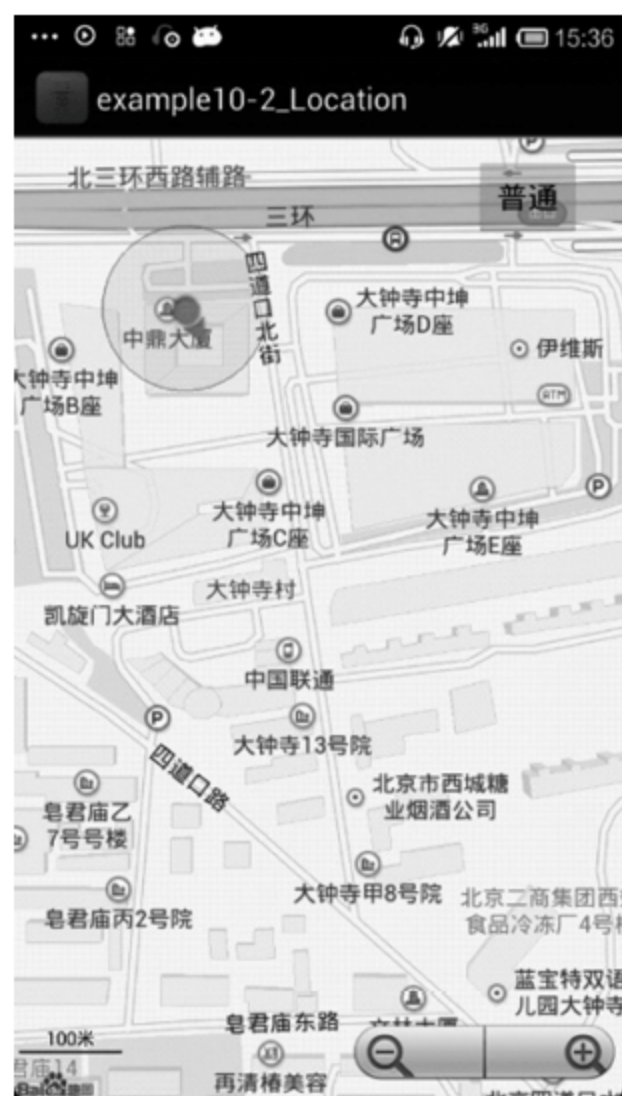 3G 15:36
example10-2_Location
P
北三环西路辅路
普通
三环
四道口北街
大钟寺中坤
广场D座
中鼎大厦
伊维斯
大钟寺中坤
广场B座
ATM
大钟寺国际广场
P
大钟寺中坤
广场C座
大钟寺中坤
广场E座
UK Club
大钟寺村
凯旋门大酒店
中国联通
P
大钟寺13号院
四道口路
北京市西城糖
业烟酒公司
皂君庙乙
7号号楼
大钟寺甲8号院
皂君庙丙2号院
北京二商集团西
食品冷冻厂4号
蓝宝特双语
儿园大钟寺
皂君庙东路
100米
君庙14
再清椿美容